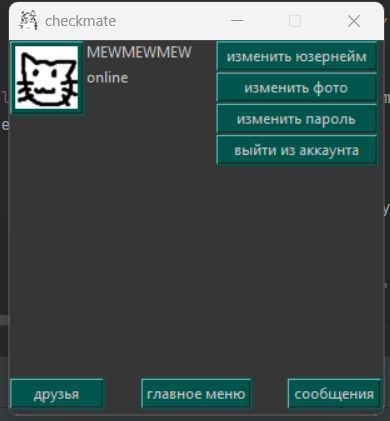 checkmate
MEWMEWMEW
online
изменить юзернейм
изменить фото
изменить пароль
выйти из аккаунта
друзья
главное меню
сообщения